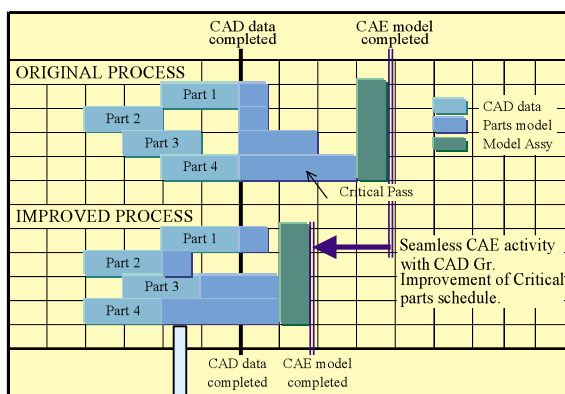 CAD data
completed
CAE model
completed
ORIGINAL PROCESS
Part 1
Part 2
Part 3
Part 4
CAD data
Parts model
Model Assy
Critical Pass
IMPROVED PROCESS
Part 1
Part 2
Part 3
Part 4
Seamless CAE activity
with CAD Gr.
Improvement of Critical
parts schedule.
CAD data
completed
CAE model
completed